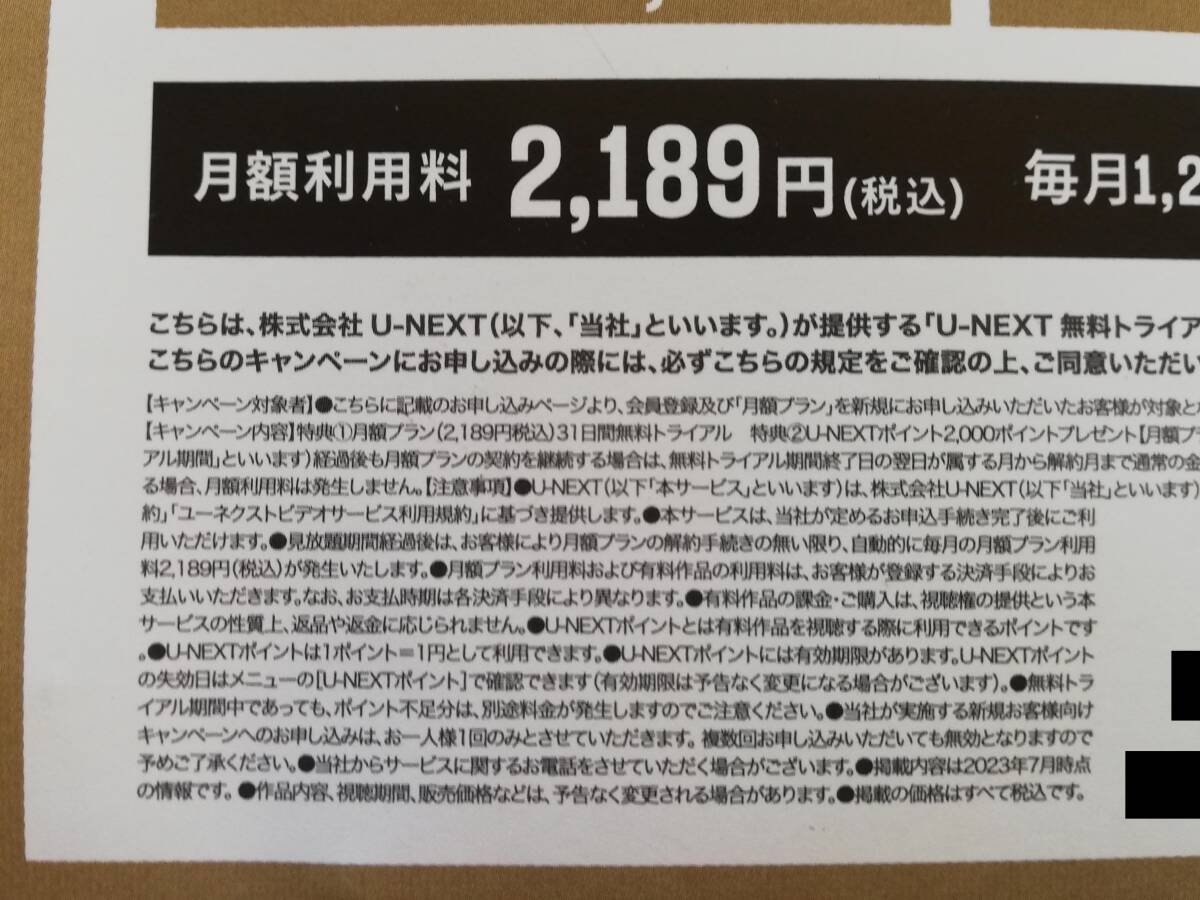 月額利用料 2,189円(税込) 毎月1,2
こちらは、株式会社 U-NEXT(以下、「当社」といいます。)が提供する「U-NEXT 無料トライア
こちらのキャンペーンにお申し込みの際には、必ずこちらの規定をご確認の上、ご同意いただい
【キャンペーン対象者】●こちらに記載のお申し込みページより、会員登録及び「月額プラン」を新規にお申し込みいただいたお客様が対象と
【キャンペーン内容】特典①月額プラン(2,189円税込)31日間無料トライアル 特典②U-NEXTポイント2,000ポイントプレゼント【月額プ
アル期間」といいます)経過後も月額プランの契約を継続する場合は、無料トライアル期間終了日の翌日が属する月から解約月まで通常の金
る場合、月額利用料は発生しません。【注意事項】●U-NEXT(以下「本サービス」といいます)は、株式会社U-NEXT(以下「当社」といいます)
約」「ユーネクストビデオサービス利用規約」に基づき提供します。●本サービスは、当社が定めるお申込手続き完了後にご利
用いただけます。●見放題期間経過後は、お客様により月額プランの解約手続きの無い限り、自動的に毎月の月額プラン利用
料2,189円(税込)が発生いたします。●月額プラン利用料および有料作品の利用料は、お客様が登録する決済手段によりお
支払いいただきます。なお、お支払時期は各決済手段により異なります。●有料作品の課金・ご購入は、視聴権の提供という本
サービスの性質上、返品や返金に応じられません。●U-NEXTポイントとは有料作品を視聴する際に利用できるポイントです
。●U-NEXTポイントは1ポイント=1円として利用できます。●U-NEXTポイントには有効期限があります。U-NEXTポイント
の失効日はメニューの[U-NEXTポイント]で確認できます(有効期限は予告なく変更になる場合がございます)。●無料トラ
イアル期間中であっても、ポイント不足分は、別途料金が発生しますのでご注意ください。●当社が実施する新規お客様向け
キャンペーンへのお申し込みは、お一人様1回のみとさせていただきます。複数回お申し込みいただいても無効となりますので
予めご了承ください。●当社からサービスに関するお電話をさせていただく場合がございます。●掲載内容は2023年7月時点
の情報です。●作品内容、視聴期間、販売価格などは、予告なく変更される場合があります。●掲載の価格はすべて税込です。